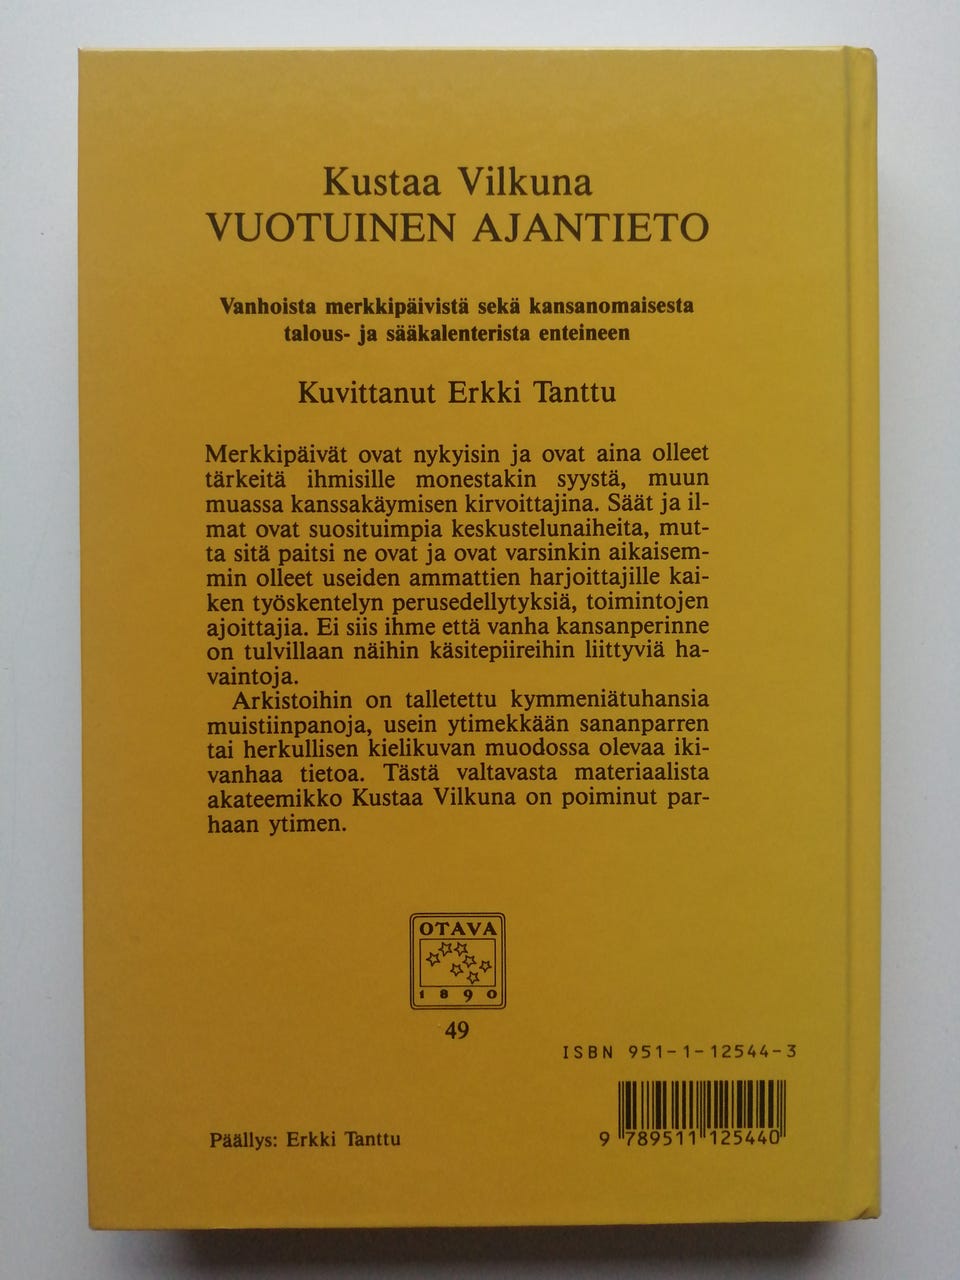 Kustaa Vilkuna
VUOTUINEN AJANTIETO
Vanhoista merkkipäivistä sekä kansanomaisesta
talous- ja sääkalenterista enteineen
Kuvittanut Erkki Tanttu
Merkkipäivät ovat nykyisin ja ovat aina olleet
tärkeitä ihmisille monestakin syystä, muun
muassa kanssakäymisen kirvoittajina. Säät ja il-
mat ovat suosituimpia keskustelunaiheita, mut-
ta sitä paitsi ne ovat ja ovat varsinkin aikaisem-
min olleet useiden ammattien harjoittajille kai-
ken työskentelyn perusedellytyksiä, toimintojen
ajoittajia. Ei siis ihme että vanha kansanperinne
on tulvillaan näihin käsitepiireihin liittyviä ha-
vaintoja.
Arkistoihin on talletettu kymmeniätuhansia
muistiinpanoja, usein ytimekkään sananparren
tai herkullisen kielikuvan muodossa olevaa iki-
vanhaa tietoa. Tästä valtavasta materiaalista
akateemikko Kustaa Vilkuna on poiminut par-
haan ytimen.
OTAVA
1890
49
ISBN 951-1-12544-3
9 789511 125440
Päällys: Erkki Tanttu